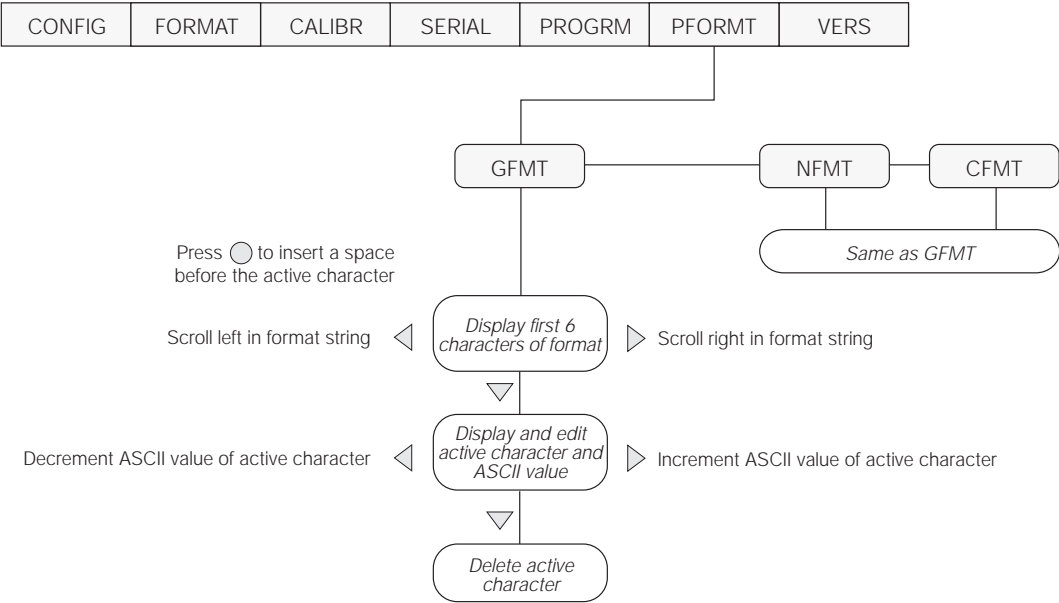 CONFIG FORMAT CALIBR SERIAL PROGRM PFORMT VERS
GFMT NFMT CFMT
Same as GFMT
Press to insert a space
before the active character
Display first 6
characters of format
Scroll left in format string
Scroll right in format string
Display and edit
active character and
ASCII value
Decrement ASCII value of active character
Increment ASCII value of active character
Delete active
character